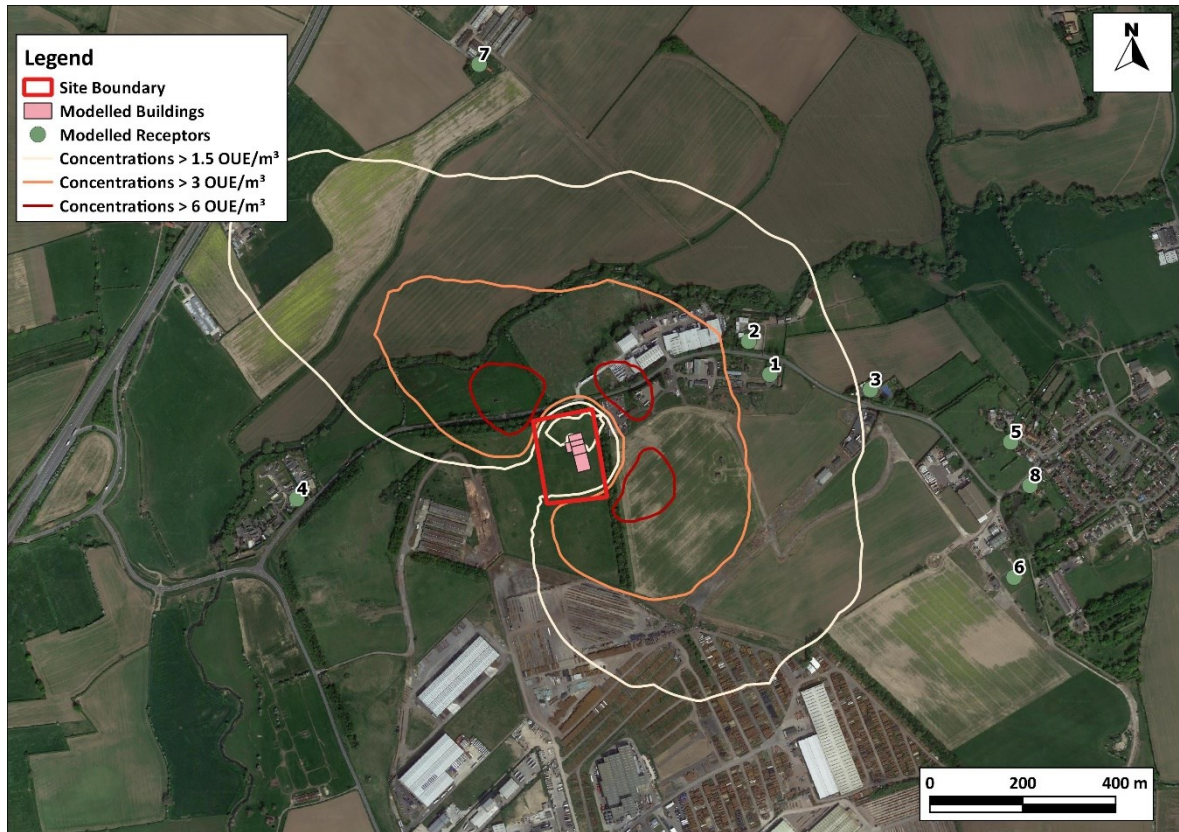 Legend
Site Boundary
Modelled Buildings
Modelled Receptors
Concentrations > 1.5 OUE/m³
Concentrations > 3 OUE/m³
Concentrations > 6 OUE/m³
N
7
2
1
3
5
4
8
6
0 200 400 m